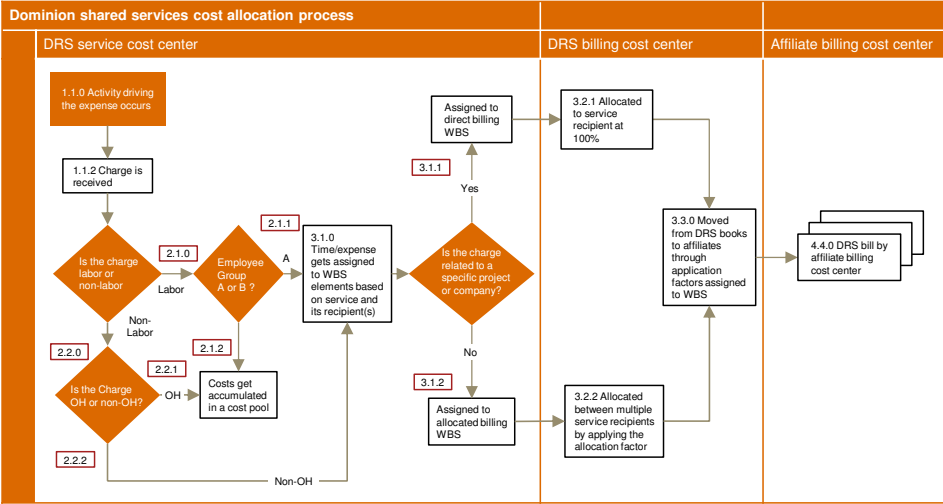 Dominion shared services cost allocation process
DRS service cost center
DRS billing cost center
Affiliate billing cost center
1.1.0 Activity driving
the expense occurs
1.1.2 Charge is
received
Is the charge
labor or
non-labor
2.1.0
Labor
Employee
Group
A or B ?
2.1.1
A
3.1.0
Time/expense
gets assigned
to WBS
elements based
on service and
its recipient(s)
Is the charge
related to a
specific project
or company?
3.1.1
Yes
Assigned to
direct billing
WBS
3.2.1 Allocated
to service
recipient at
100%
3.3.0 Moved
from DRS books
to affiliates
through
application
factors assigned
to WBS
4.4.0 DRS bill by
affiliate billing
cost center
Non-
Labor
2.2.0
Is the Charge
OH or non-OH?
2.2.1
OH
2.1.2
Costs get
accumulated
in a cost pool
2.2.2
Non-OH
No
3.1.2
Assigned to
allocated billing
WBS
3.2.2 Allocated
between multiple
service recipients
by applying the
allocation factor